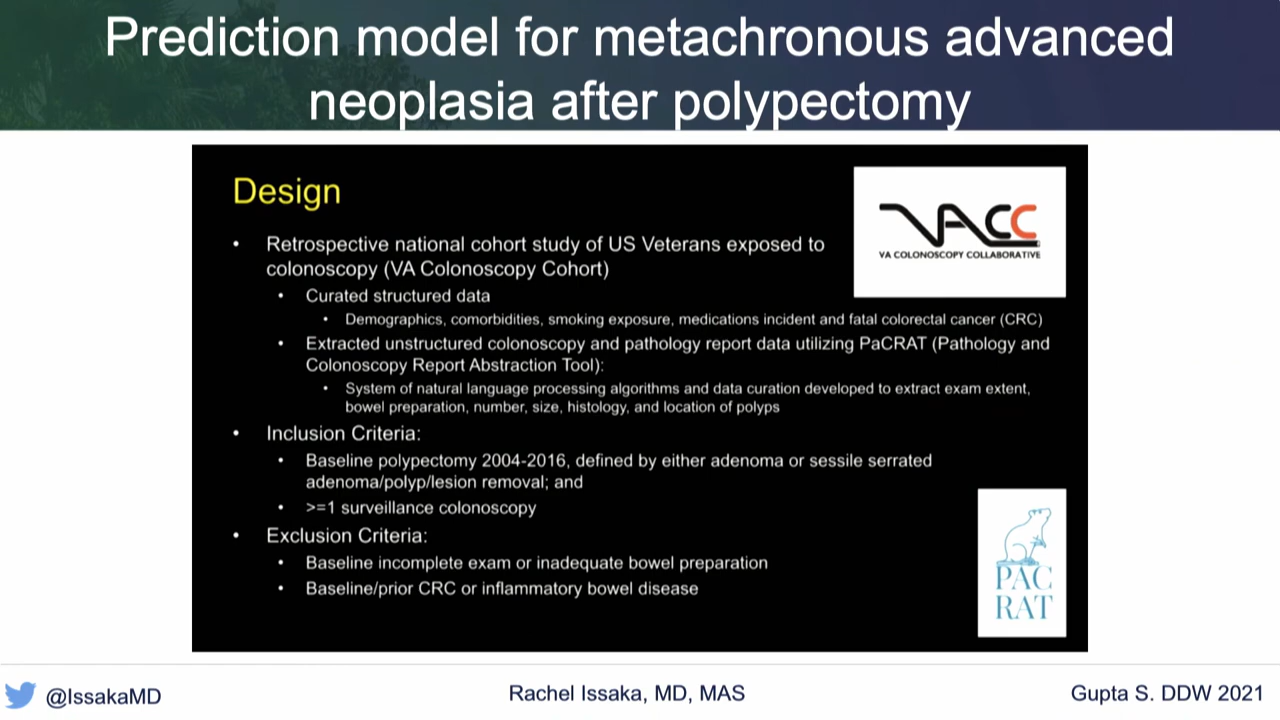 Prediction model for metachronous advanced
neoplasia after polypectomy
Design
VACC
VA COLONOSCOPY COLLABORATIVE
• Retrospective national cohort study of US Veterans exposed to
colonoscopy (VA Colonoscopy Cohort)
• Curated structured data
• Demographics, comorbidities, smoking exposure, medications incident and fatal colorectal cancer (CRC)
• Extracted unstructured colonoscopy and pathology report data utilizing PaCRAT (Pathology and
Colonoscopy Report Abstraction Tool):
• System of natural language processing algorithms and data curation developed to extract exam extent,
bowel preparation, number, size, histology, and location of polyps
• Inclusion Criteria:
• Baseline polypectomy 2004-2016, defined by either adenoma or sessile serrated
adenoma/polyp/lesion removal; and
• >=1 surveillance colonoscopy
• Exclusion Criteria:
• Baseline incomplete exam or inadequate bowel preparation
• Baseline/prior CRC or inflammatory bowel disease
PAC
RAT
@IssakaMD
Rachel Issaka, MD, MAS
Gupta S. DDW 2021